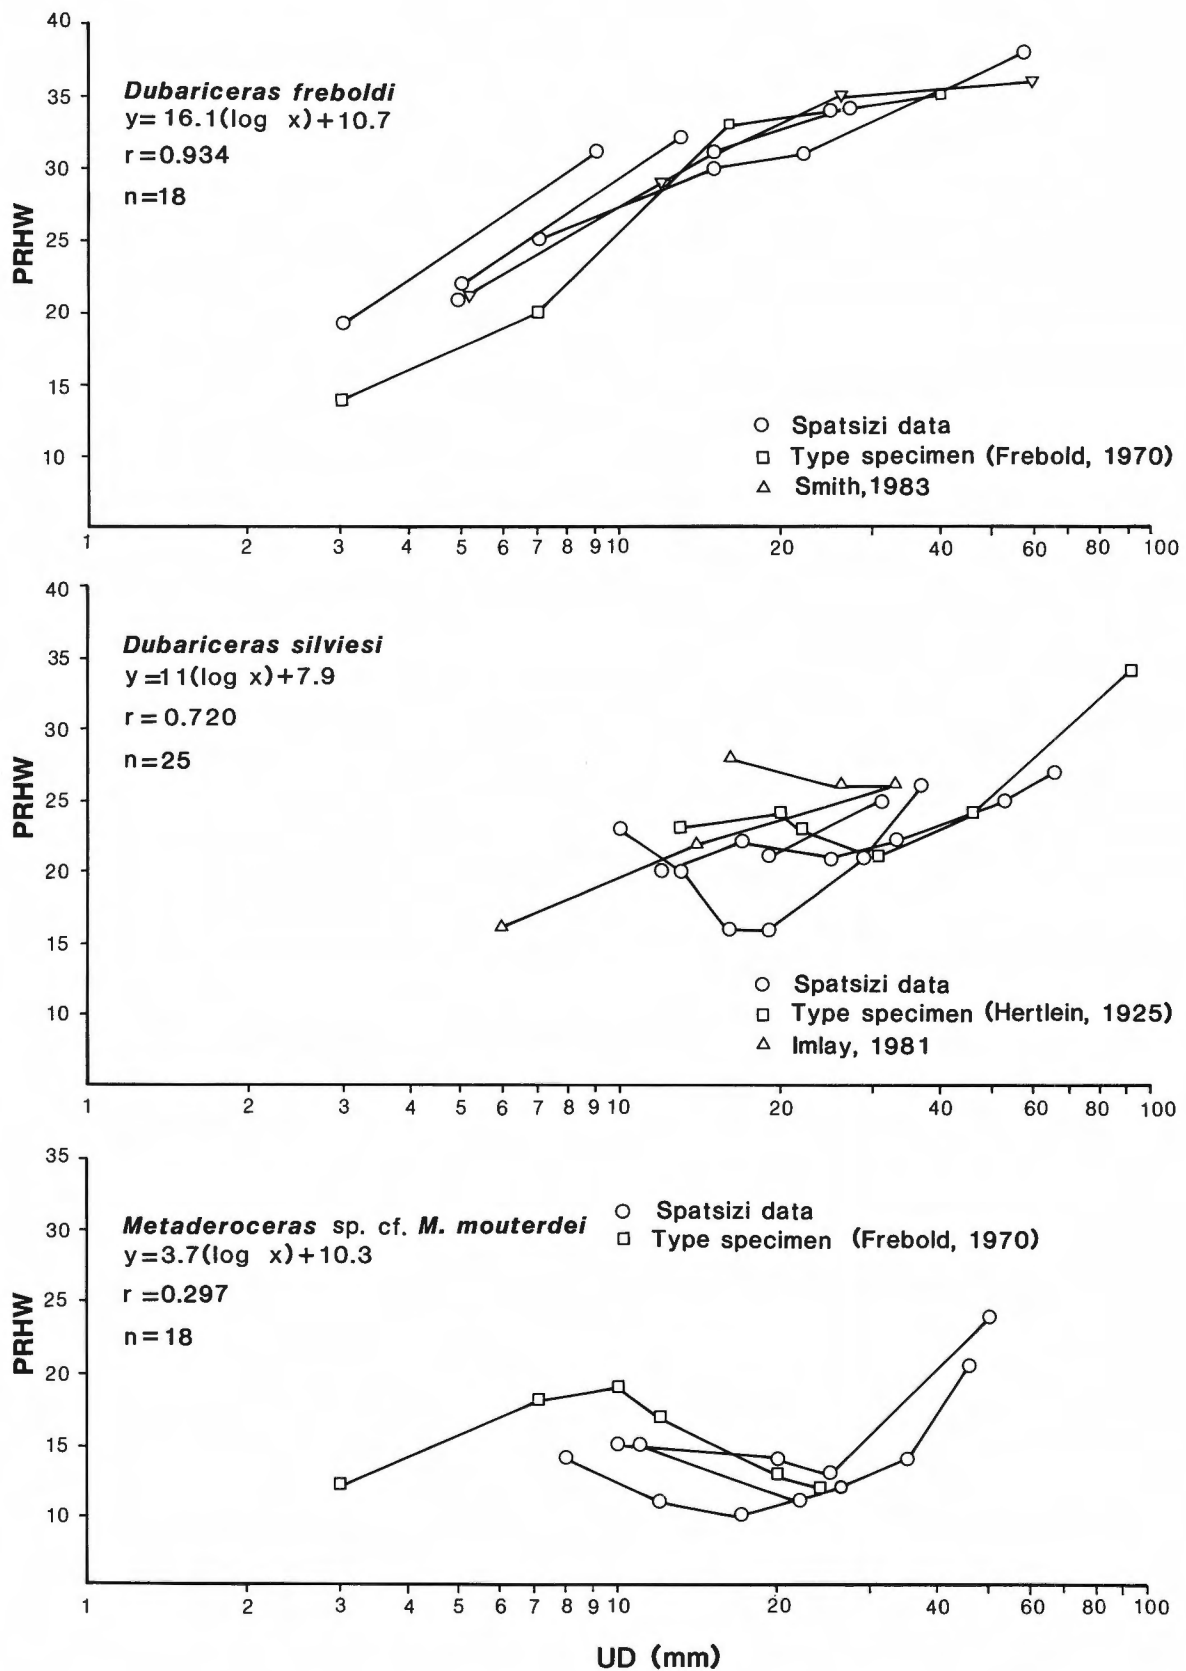 40
35
30
25
20
15
10
PRHW
Dubariceras freboldi
y= 16.1(log x)+10.7
r=0.934
n=18
○ Spatsizi data
□ Type specimen (Frebold, 1970)
△ Smith,1983
1 2 3 4 5 6 7 8 9 10 20 40 60 80 100
40
35
30
25
20
15
10
PRHW
Dubariceras silviesi
y=11(log x)+7.9
r=0.720
n=25
○ Spatsizi data
□ Type specimen (Hertlein, 1925)
△ Imlay, 1981
1 2 3 4 5 6 7 8 9 10 20 40 60 80 100
35
30
25
20
15
10
PRHW
Metaderoceras sp. cf. M. mouterdei
y=3.7(log x)+10.3
r=0.297
n=18
○ Spatsizi data
□ Type specimen (Frebold, 1970)
1 2 3 4 5 6 7 8 9 10 20 40 60 80 100
UD (mm)